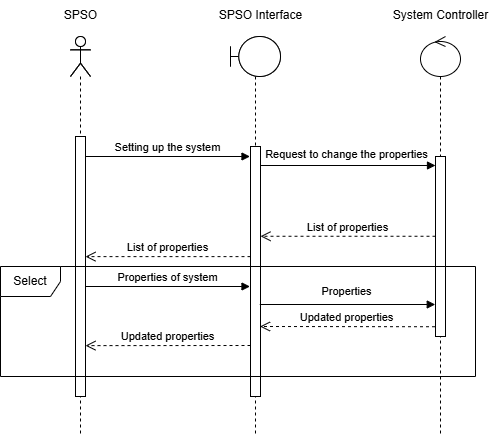 SPSO
SPSO Interface
System Controller
Setting up the system
Request to change the properties
List of properties
List of properties
Select
Properties of system
Properties
Updated properties
Updated properties